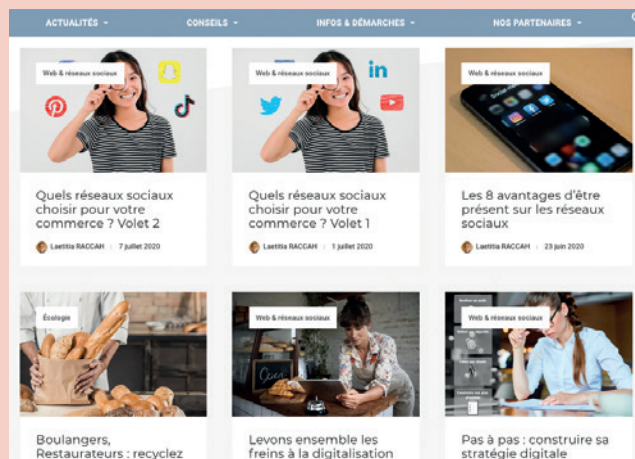 ACTUALITÉS
CONSEILS
INFOS & DÉMARCHES
NOS PARTENAIRES
Web & réseaux sociaux
Quels réseaux sociaux
choisir pour votre
commerce ? Volet 2
Laetitia RACCAH | 7 juillet 2020
Web & réseaux sociaux
in
Quels réseaux sociaux
choisir pour votre
commerce ? Volet 1
Laetitia RACCAH | 1 juillet 2020
Web & réseaux sociaux
Les 8 avantages d'être
présent sur les réseaux
sociaux
Laetitia RACCAH | 23 juin 2020
Écologie
Boulangers,
Restaurateurs : recyclez
Web & réseaux sociaux
Open
Levons ensemble les
freins à la digitalisation
Web & réseaux sociaux
Pas à pas : construire sa
stratégie digitale